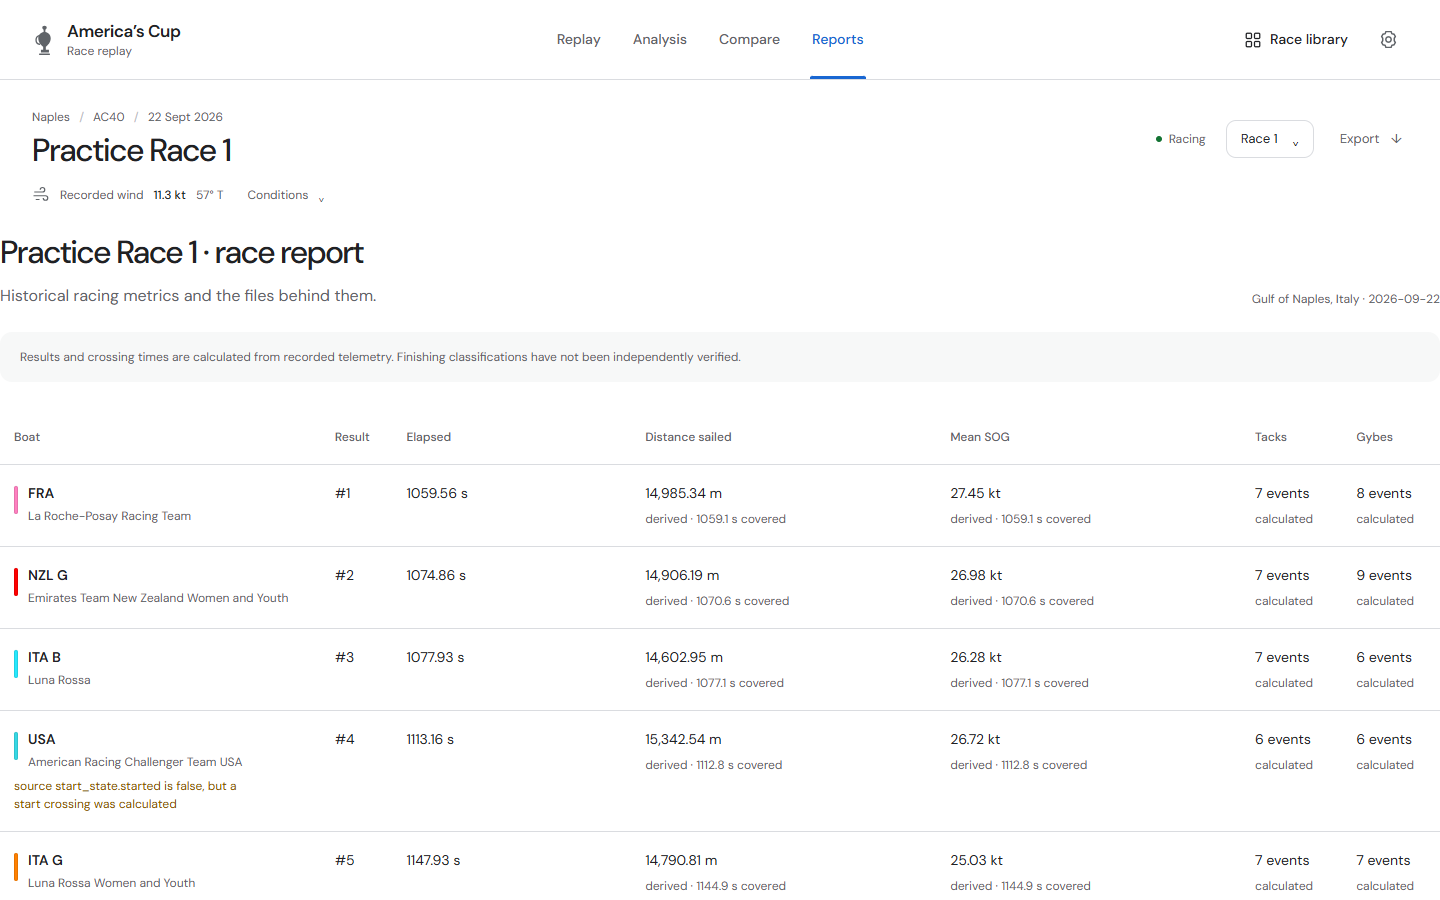 America's Cup
Race replay
Replay Analysis Compare Reports
Race library
Naples / AC40 / 22 Sept 2026
Practice Race 1
Racing Race 1 Export
Recorded wind 11.3 kt 57° T Conditions
Practice Race 1 · race report
Historical racing metrics and the files behind them.
Gulf of Naples, Italy · 2026-09-22
Results and crossing times are calculated from recorded telemetry. Finishing classifications have not been independently verified.
Boat Result Elapsed Distance sailed Mean SOG Tacks Gybes
FRA #1 1059.56 s 14,985.34 m 27.45 kt 7 events 8 events
La Roche-Posay Racing Team derived · 1059.1 s covered derived · 1059.1 s covered calculated calculated
NZL G #2 1074.86 s 14,906.19 m 26.98 kt 7 events 9 events
Emirates Team New Zealand Women and Youth derived · 1070.6 s covered derived · 1070.6 s covered calculated calculated
ITA B #3 1077.93 s 14,602.95 m 26.28 kt 7 events 6 events
Luna Rossa derived · 1077.1 s covered derived · 1077.1 s covered calculated calculated
USA #4 1113.16 s 15,342.54 m 26.72 kt 6 events 6 events
American Racing Challenger Team USA derived · 1112.8 s covered derived · 1112.8 s covered calculated calculated
source start_state.started is false, but a
start crossing was calculated
ITA G #5 1147.93 s 14,790.81 m 25.03 kt 7 events 7 events
Luna Rossa Women and Youth derived · 1144.9 s covered derived · 1144.9 s covered calculated calculated